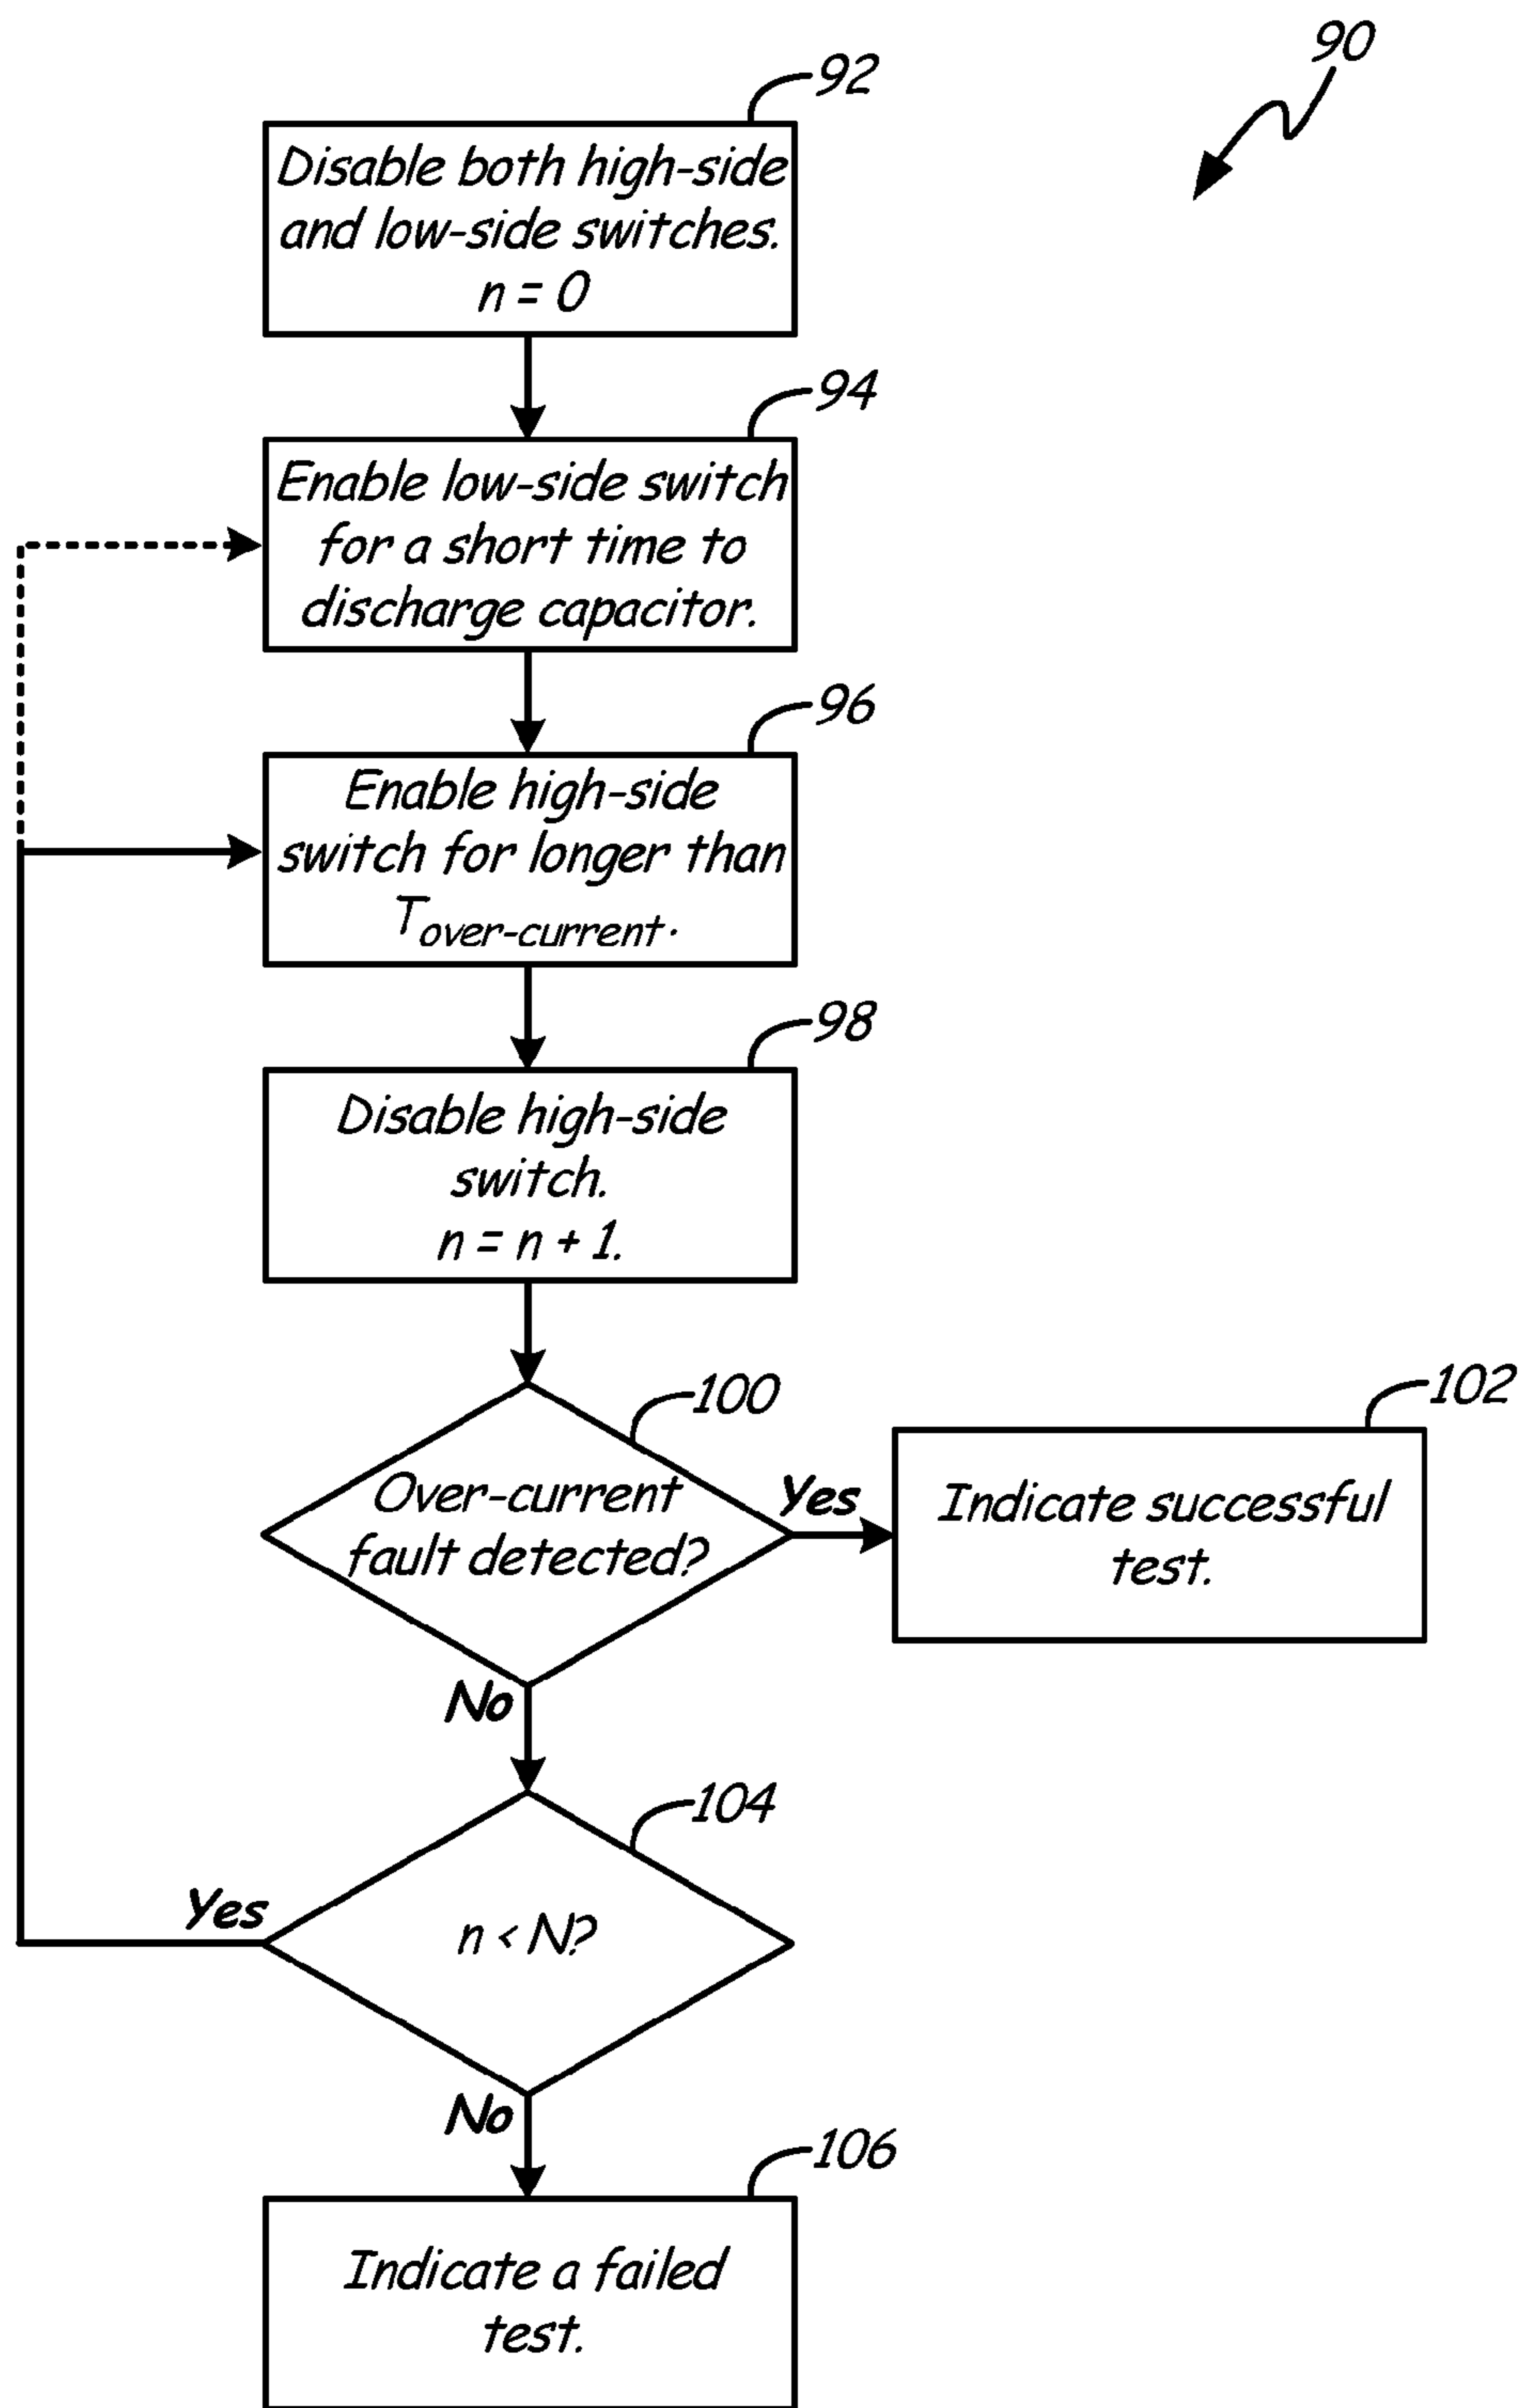 90
92
Disable both high-side
and low-side switches.
n = 0
94
Enable low-side switch
for a short time to
discharge capacitor.
96
Enable high-side
switch for longer than
Tover-current.
98
Disable high-side
switch.
n = n + 1.
100
Over-current
fault detected?
Yes
102
Indicate successful
test.
No
104
n < N?
Yes
No
106
Indicate a failed
test.